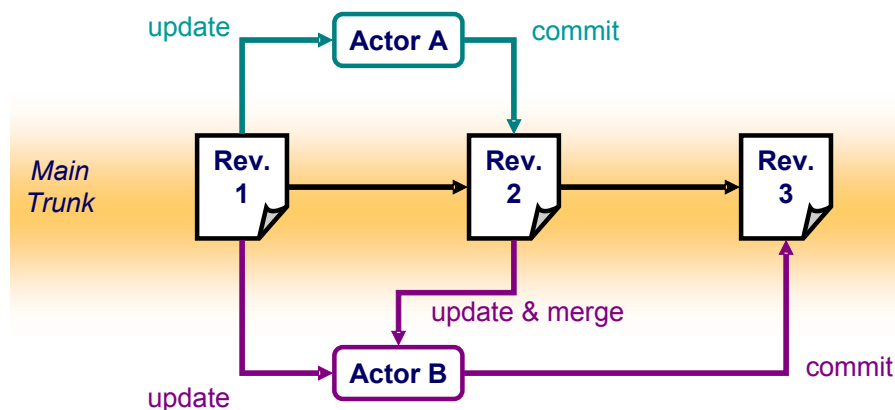 update
Actor A
commit
Main
Trunk
Rev.
1
Rev.
2
Rev.
3
update & merge
Actor B
commit
update